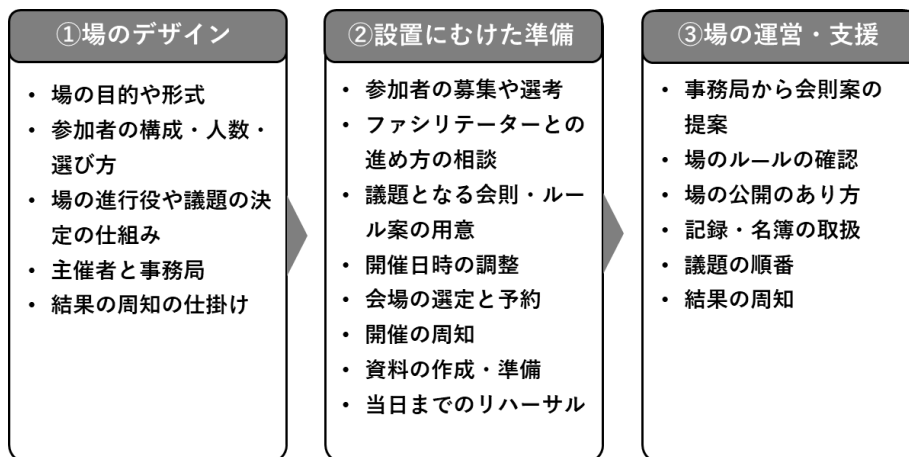 ①場のデザイン
・ 場の目的や形式
・ 参加者の構成・人数・
選び方
・ 場の進行役や議題の決
定の仕組み
・ 主催者と事務局
・ 結果の周知の仕掛け
②設置にむけた準備
・ 参加者の募集や選考
・ ファシリテーターとの
進め方の相談
・ 議題となる会則・ルー
ル案の用意
・ 開催日時の調整
・ 会場の選定と予約
・ 開催の周知
・ 資料の作成・準備
・ 当日までのリハーサル
③場の運営・支援
・ 事務局から会則案の
提案
・ 場のルールの確認
・ 場の公開のあり方
・ 記録・名簿の取扱
・ 議題の順番
・ 結果の周知